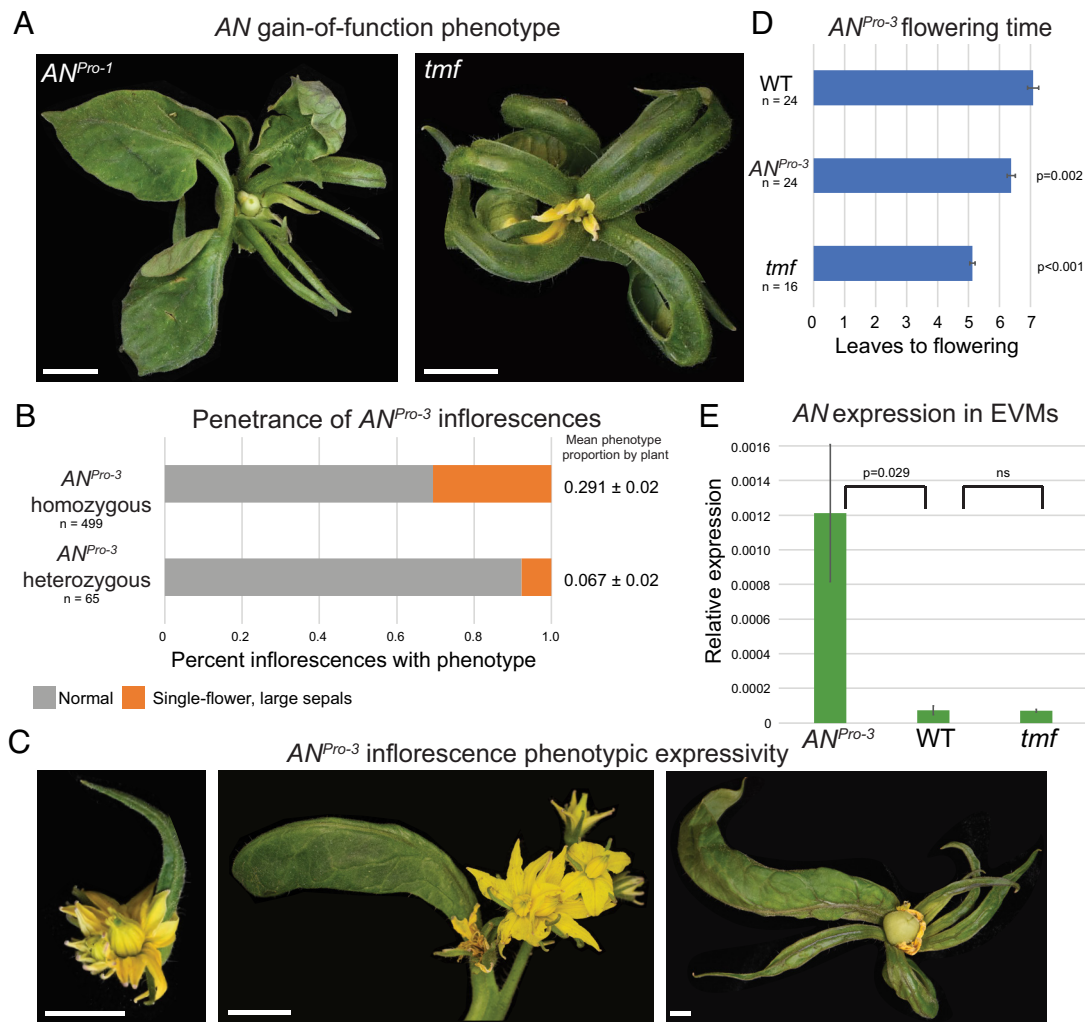 A
AN gain-of-function phenotype
AN^Pro-1
tmf
D
AN^Pro-3 flowering time
WT
n = 24
AN^Pro-3
n = 24
p=0.002
tmf
n = 16
p<0.001
0 1 2 3 4 5 6 7
Leaves to flowering
B
Penetrance of AN^Pro-3 inflorescences
Mean phenotype
proportion by plant
AN^Pro-3
homozygous
n = 499
0.291 ± 0.02
AN^Pro-3
heterozygous
n = 65
0.067 ± 0.02
0 0.2 0.4 0.6 0.8 1.0
Percent inflorescences with phenotype
Normal
Single-flower, large sepals
E
AN expression in EVMs
Relative expression
0.0016
0.0014
0.0012
0.0010
0.0008
0.0006
0.0004
0.0002
0
p=0.029
ns
AN^Pro-3
WT
tmf
C
AN^Pro-3 inflorescence phenotypic expressivity